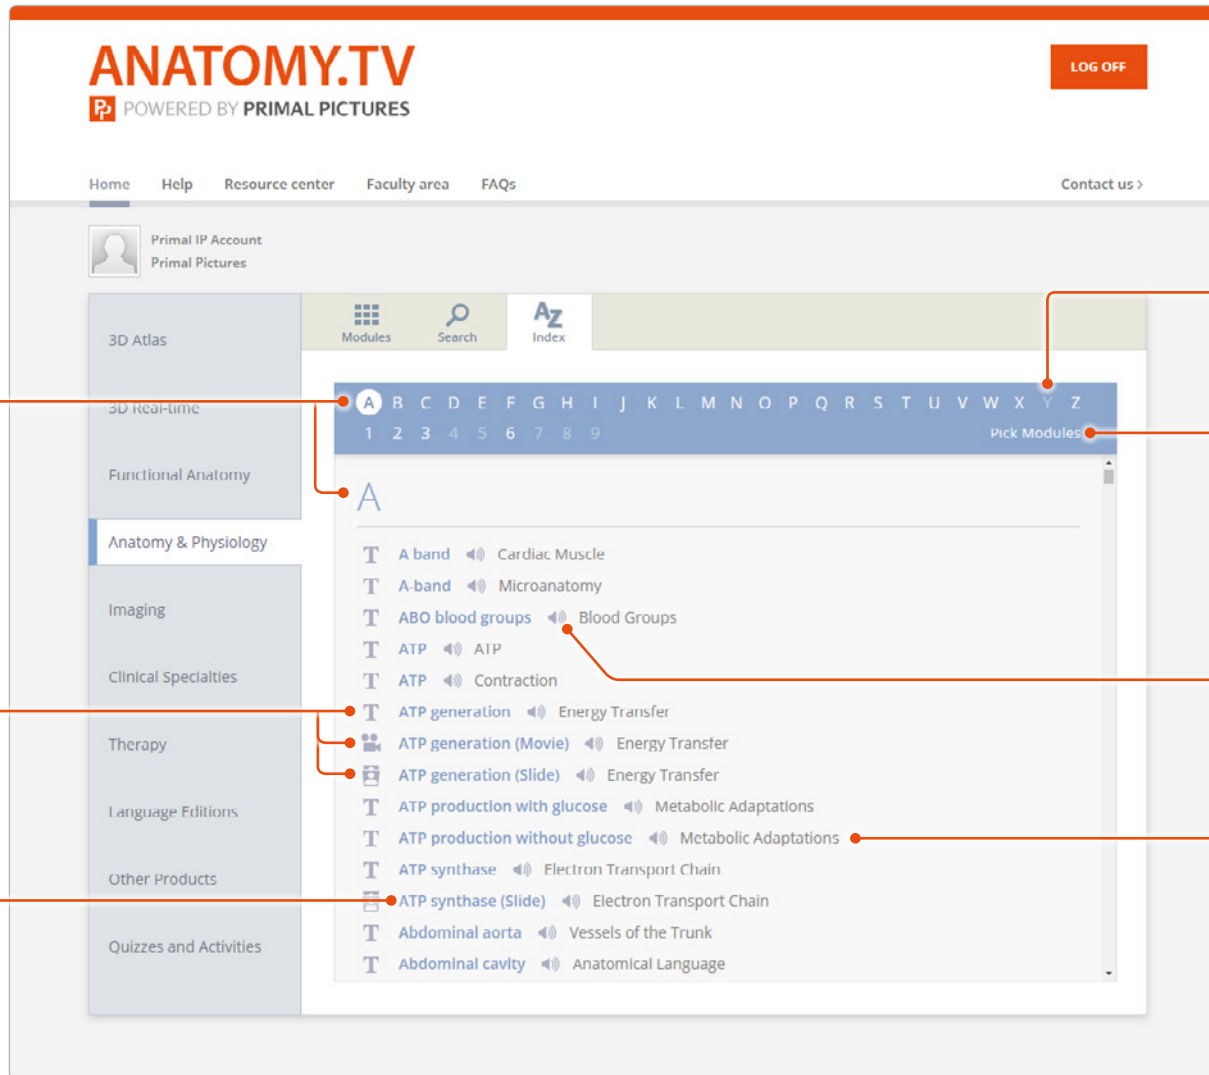 ANATOMY.TV
LOG OFF
POWERED BY PRIMAL PICTURES
Home Help Resource center Faculty area FAQs Contact us >
Primal IP Account
Primal Pictures
3D Atlas
3D Real-time
Functional Anatomy
Anatomy & Physiology
Imaging
Clinical Specialties
Therapy
Language Editions
Other Products
Quizzes and Activities
Modules Search AZ Index
A B C D E F G H I J K L M N O P Q R S T U V W X Y Z
1 2 3 4 5 6 7 8 9 Pick Modules
A
T A band Cardiac Muscle
T A-band Microanatomy
T ABO blood groups Blood Groups
T ATP ATP
T ATP Contraction
T ATP generation Energy Transfer
ATP generation (Movie) Energy Transfer
ATP generation (Slide) Energy Transfer
T ATP production with glucose Metabolic Adaptations
T ATP production without glucose Metabolic Adaptations
T ATP synthase Electron Transport Chain
ATP synthase (Slide) Electron Transport Chain
T Abdominal aorta Vessels of the Trunk
T Abdominal cavity Anatomical Language